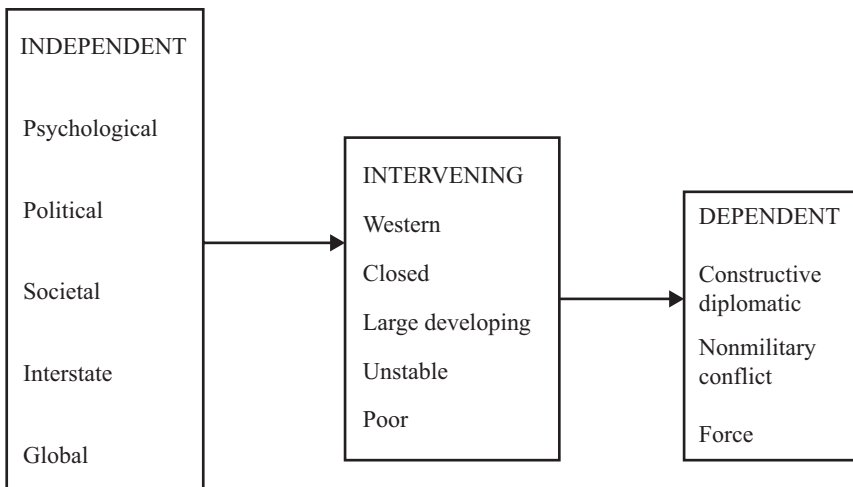 INDEPENDENT
Psychological
Political
Societal
Interstate
Global
INTERVENING
Western
Closed
Large developing
Unstable
Poor
DEPENDENT
Constructive
diplomatic
Nonmilitary
conflict
Force